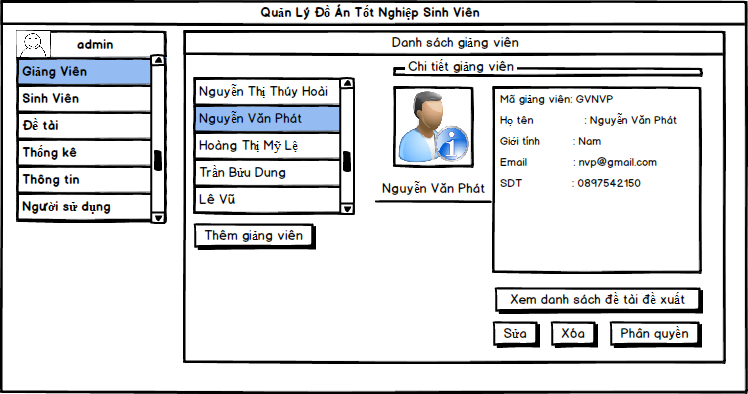 Quản Lý Đồ Án Tốt Nghiệp Sinh Viên
admin
Giảng Viên
Sinh Viên
Đề tài
Thống kê
Thông tin
Người sử dụng
Danh sách giảng viên
Nguyễn Thị Thúy Hoài
Nguyễn Văn Phát
Hoàng Thị Mỹ Lệ
Trần Bửu Dung
Lê Vũ
Thêm giảng viên
Chi tiết giảng viên
Nguyễn Văn Phát
Mã giảng viên: GVNVP
Họ tên : Nguyễn Văn Phát
Giới tính : Nam
Email : nvp@gmail.com
SDT : 0897542150
Xem danh sách đề tài đề xuất
Sửa
Xóa
Phân quyền